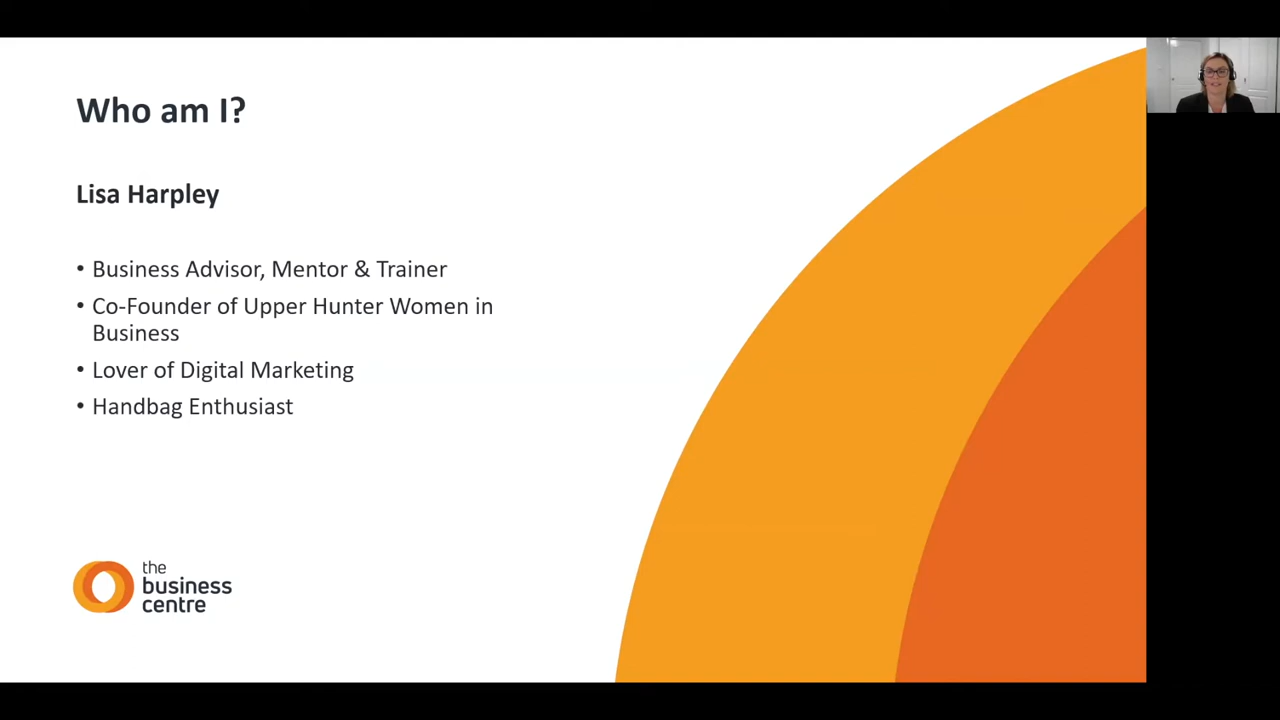 Who am I?
Lisa Harpley
• Business Advisor, Mentor & Trainer
• Co-Founder of Upper Hunter Women in
Business
• Lover of Digital Marketing
• Handbag Enthusiast
the
business
centre